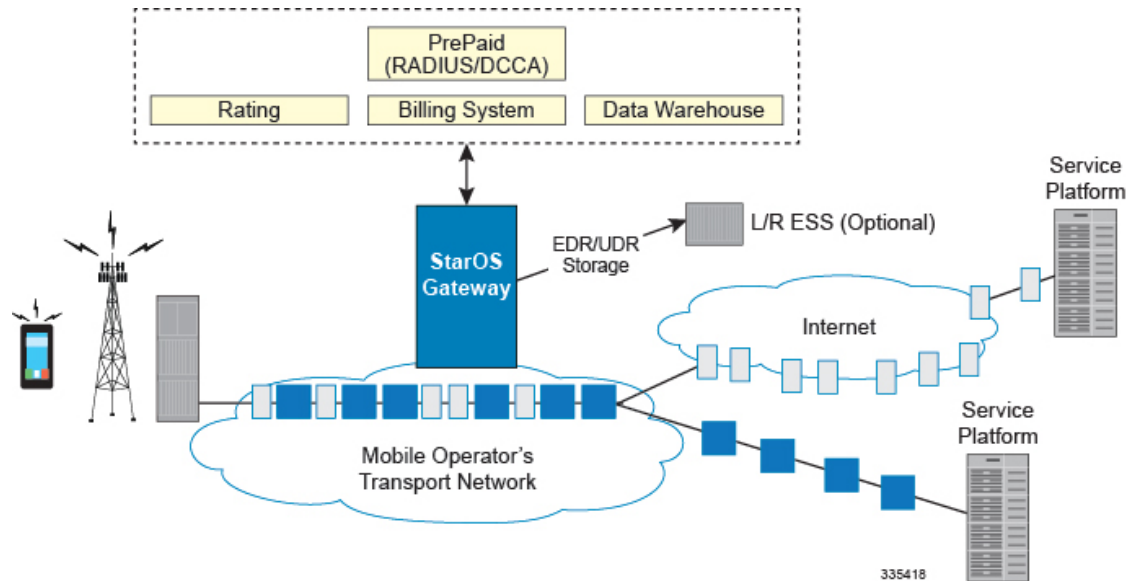 PrePaid
(RADIUS/DCCA)
Rating
Billing System
Data Warehouse
Service
Platform
StarOS
Gateway
EDR/UDR
Storage
L/R ESS (Optional)
Internet
Mobile Operator's
Transport Network
Service
Platform
335418